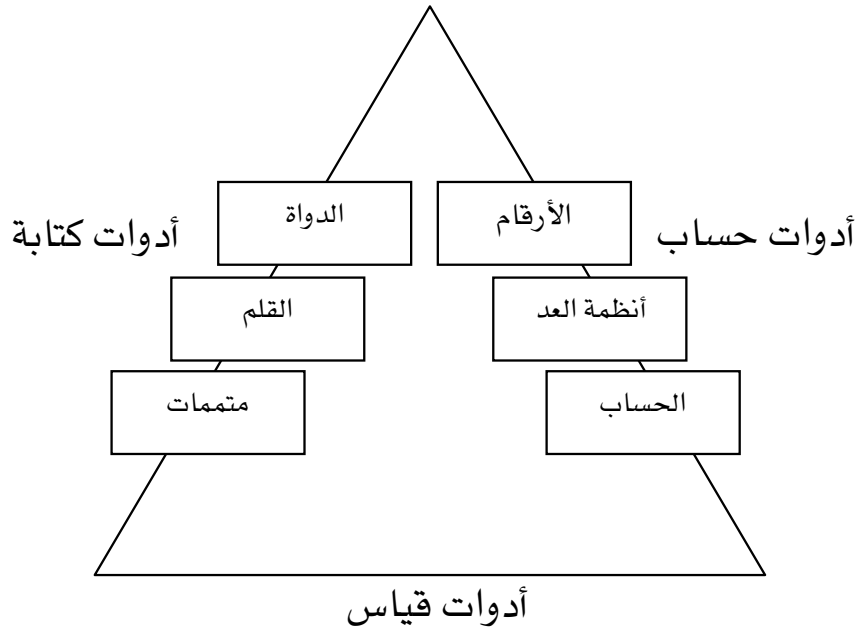 الأرقام
الدواة
أدوات حساب
أدوات كتابة
أنظمة العد
القلم
الحساب
متممات
أدوات قياس